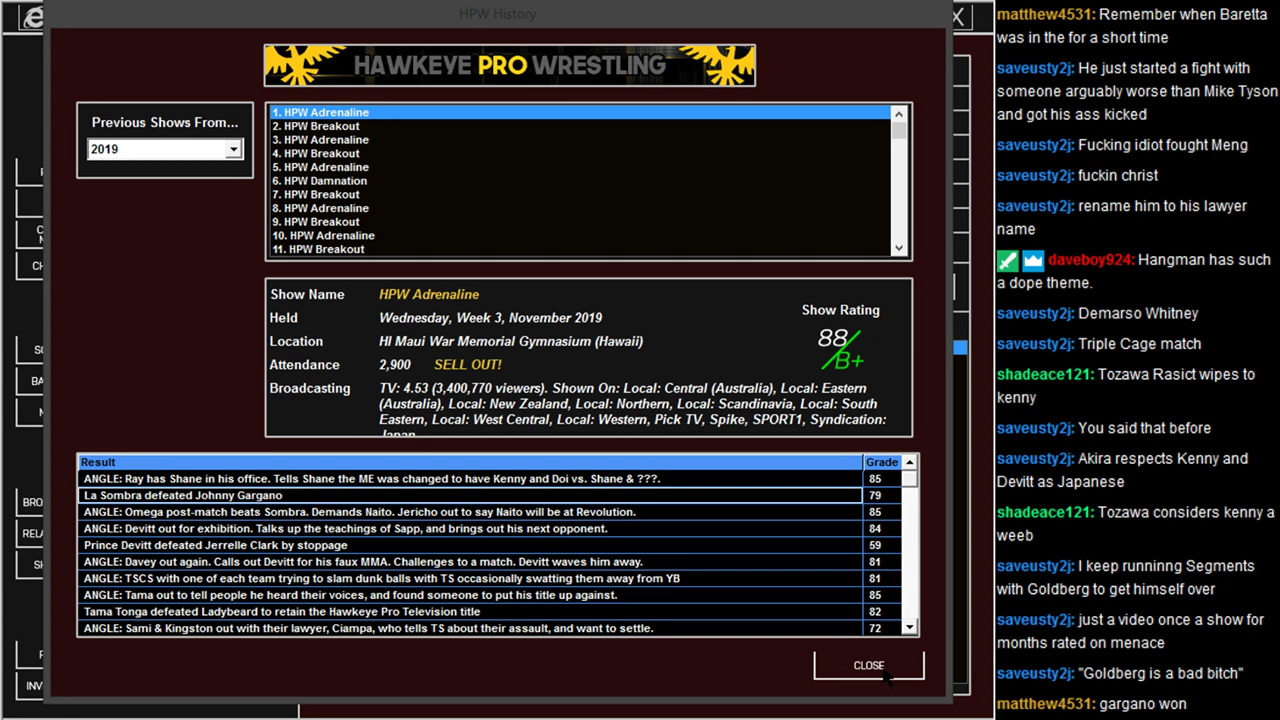 HPW History
X
HAWKEYE PRO WRESTLING
Previous Shows From...
2019
1. HPW Adrenaline
2. HPW Breakout
3. HPW Adrenaline
4. HPW Breakout
5. HPW Adrenaline
6. HPW Damnation
7. HPW Breakout
8. HPW Adrenaline
9. HPW Breakout
10. HPW Adrenaline
11. HPW Breakout
Show Name HPW Adrenaline
Held Wednesday, Week 3, November 2019
Location HI Maui War Memorial Gymnasium (Hawaii)
Attendance 2,900 SELL OUT!
Broadcasting TV: 4.53 (3,400,770 viewers). Shown On: Local: Central (Australia), Local: Eastern
(Australia), Local: New Zealand, Local: Northern, Local: Scandinavia, Local: South
Eastern, Local: West Central, Local: Western, Pick TV, Spike, SPORT1, Syndication:
Japan
Show Rating
88/B+
Result Grade
ANGLE: Ray has Shane in his office. Tells Shane the ME was changed to have Kenny and Doi vs. Shane & ???. 85
La Sombra defeated Johnny Gargano 79
ANGLE: Omega post-match beats Sombra. Demands Naito. Jericho out to say Naito will be at Revolution. 85
ANGLE: Devitt out for exhibition. Talks up the teachings of Sapp, and brings out his next opponent. 84
Prince Devitt defeated Jerrelle Clark by stoppage 59
ANGLE: Davey out again. Calls out Devitt for his faux MMA. Challenges to a match. Devitt waves him away. 81
ANGLE: TSCS with one of each team trying to slam dunk balls with TS occasionally swatting them away from YB 81
ANGLE: Tama out to tell people he heard their voices, and found someone to put his title up against. 85
Tama Tonga defeated Ladybeard to retain the Hawkeye Pro Television title 82
ANGLE: Sami & Kingston out with their lawyer, Ciampa, who tells TS about their assault, and want to settle. 72
CLOSE
CH
BA
BRO
RELA
INV
matthew4531: Remember when Baretta
was in the for a short time
saveusty2j: He just started a fight with
someone arguably worse than Mike Tyson
and got his ass kicked
saveusty2j: Fucking idiot fought Meng
saveusty2j: fuckin christ
saveusty2j: rename him to his lawyer
name
daveboy924: Hangman has such
a dope theme.
saveusty2j: Demarso Whitney
saveusty2j: Triple Cage match
shadeace121: Tozawa Rasict wipes to
kenny
saveusty2j: You said that before
saveusty2j: Akira respects Kenny and
Devitt as Japanese
shadeace121: Tozawa considers kenny a
weeb
saveusty2j: I keep runninng Segments
with Goldberg to get himself over
saveusty2j: just a video once a show for
months rated on menace
saveusty2j: "Goldberg is a bad bitch"
matthew4531: gargano won